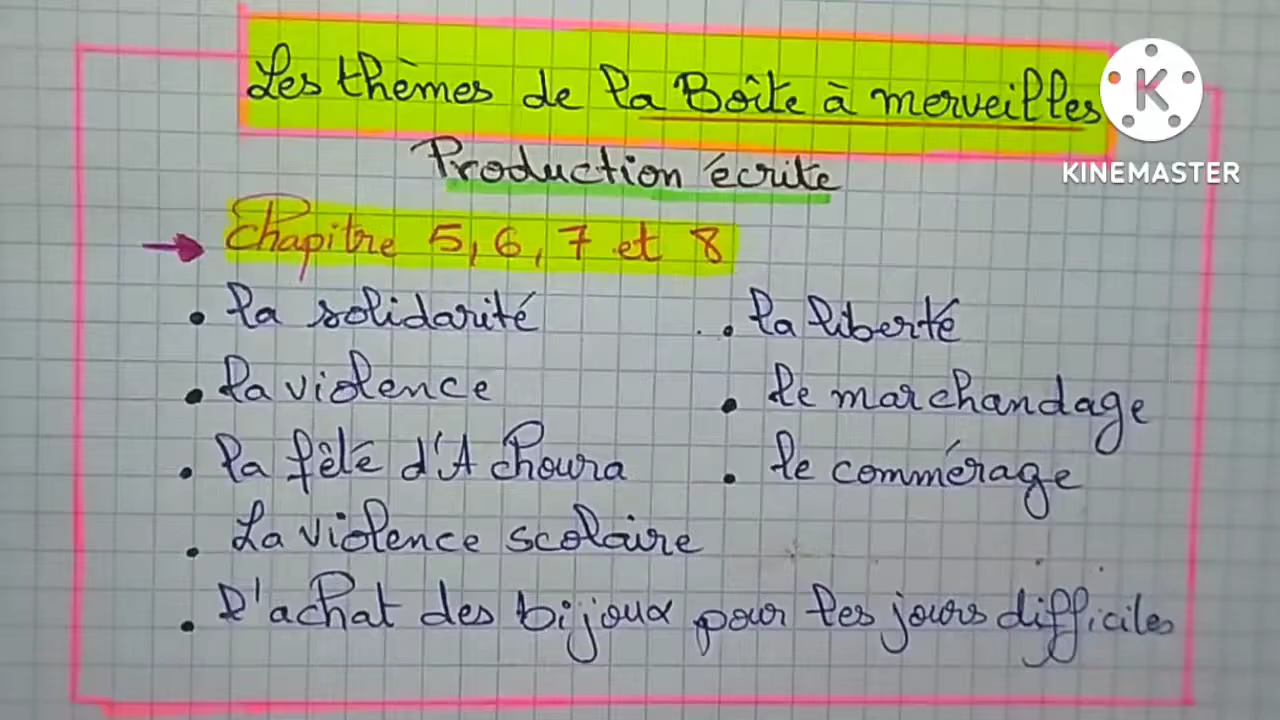 Les thèmes de la Boîte à merveilles
K
KINEMASTER
Production écrite
Chapitre 5, 6, 7 et 8
. la solidarité
. la liberté
. la violence
. le marchandage
. la fête d'Achoura
. le commérage
. La violence scolaire
. L'achat des bijoux pour les jours difficiles